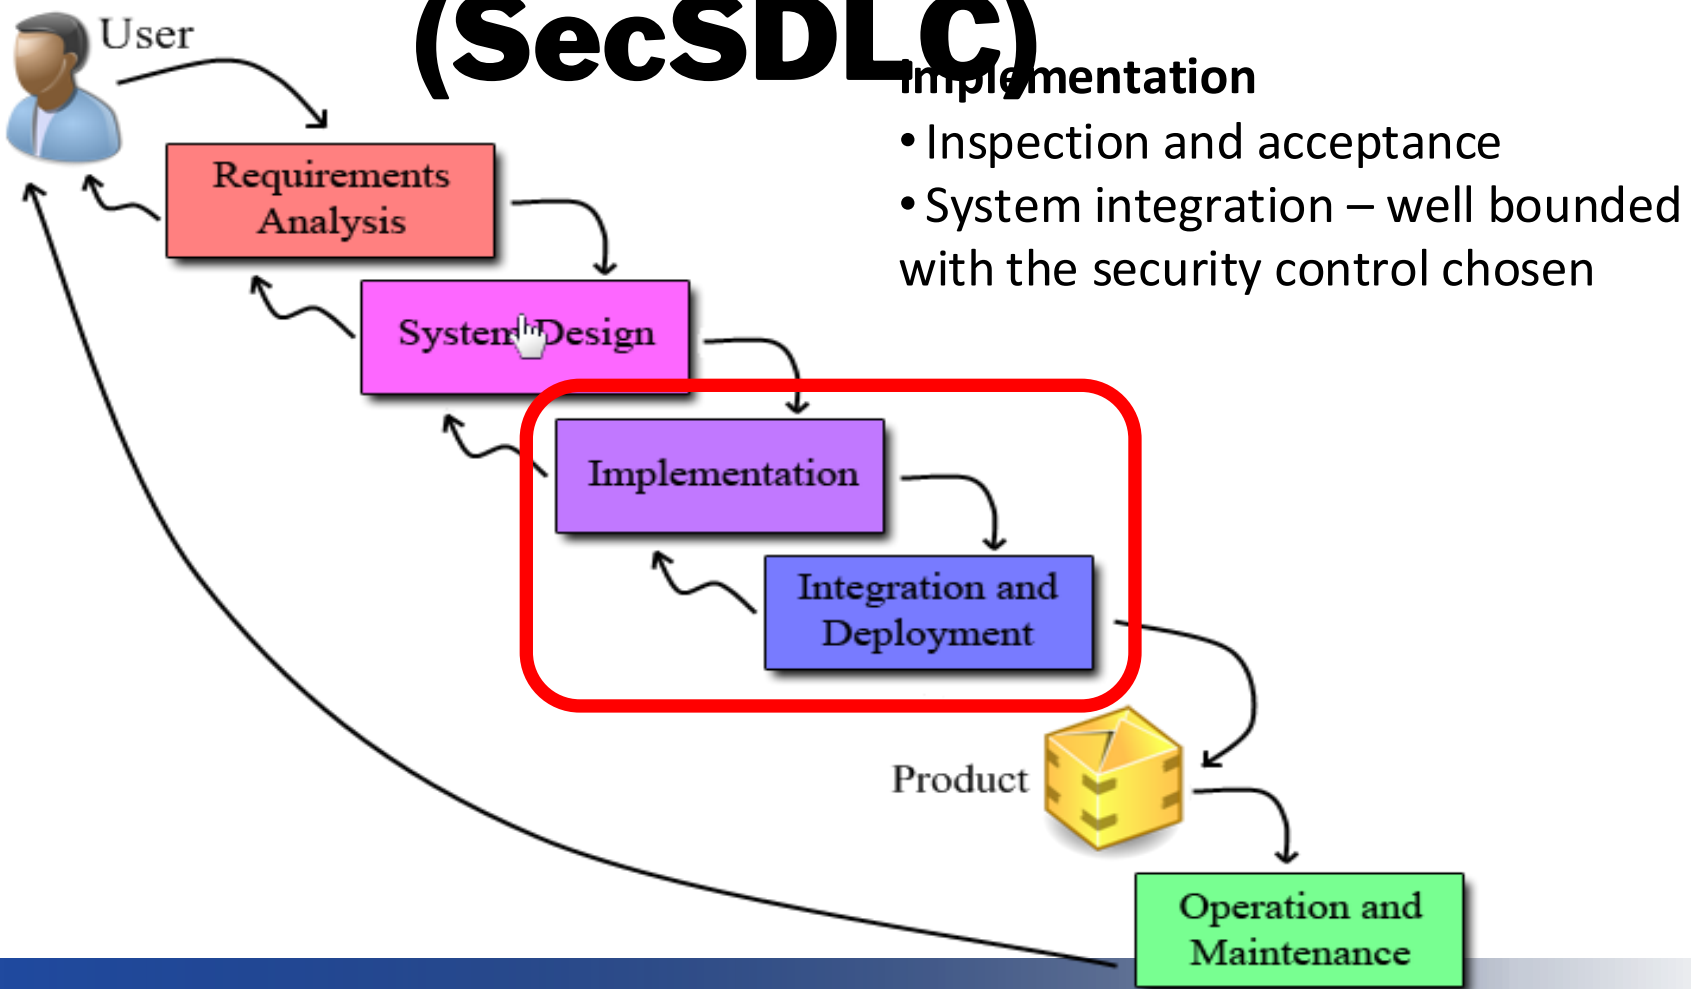 (SecSDLC)
User
Implementation
• Inspection and acceptance
• System integration – well bounded
with the security control chosen
Requirements
Analysis
System Design
Implementation
Integration and
Deployment
Product
Operation and
Maintenance